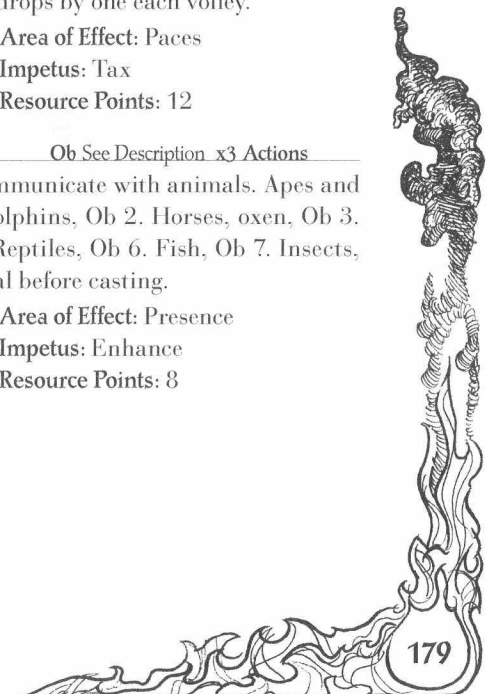 drops by one each volley.
Area of Effect: Paces
Impetus: Tax
Resource Points: 12
Ob See Description x3 Actions
mmunicate with animals. Apes and
olphins, Ob 2. Horses, oxen, Ob 3.
Reptiles, Ob 6. Fish, Ob 7. Insects,
al before casting.
Area of Effect: Presence
Impetus: Enhance
Resource Points: 8
179